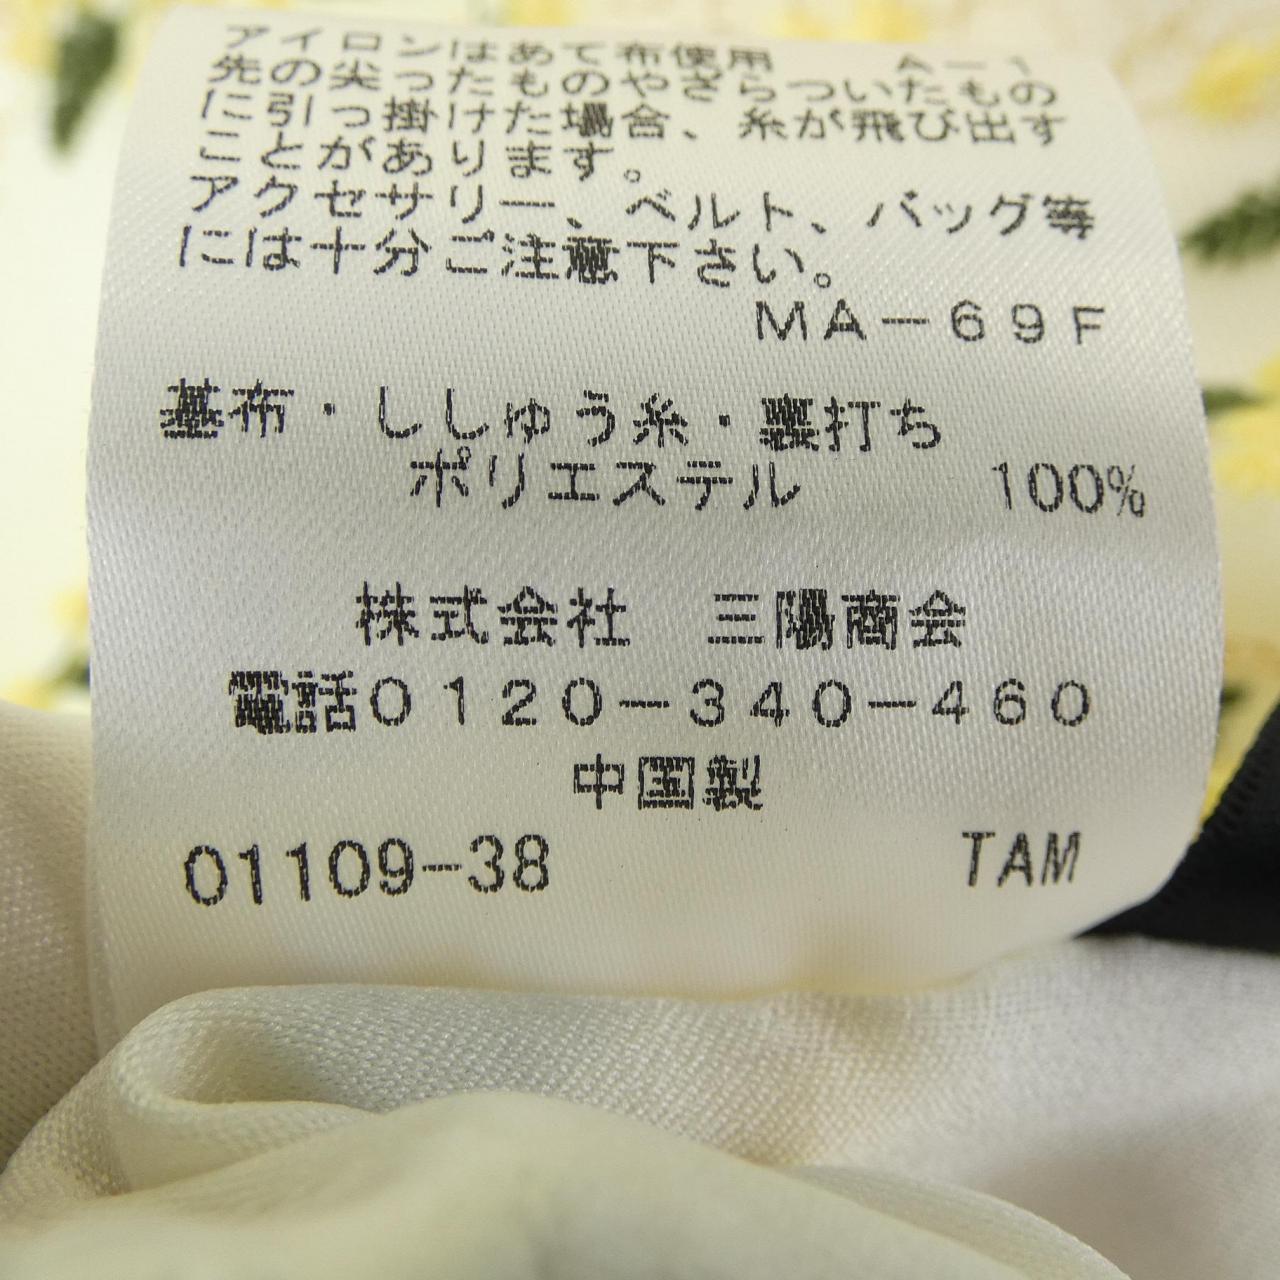 アイロンはあて布使用 A－1
先の尖ったものやざらついたもの
に引っ掛けた場合、糸が飛び出す
ことがあります。
アクセサリー、ベルト、バッグ等
には十分ご注意下さい。
MA－69F
基布・ししゅう糸・裏打ち
ポリエステル 100%
株式会社 三陽商会
電話0120－340－460
中国製
01109-38 TAM